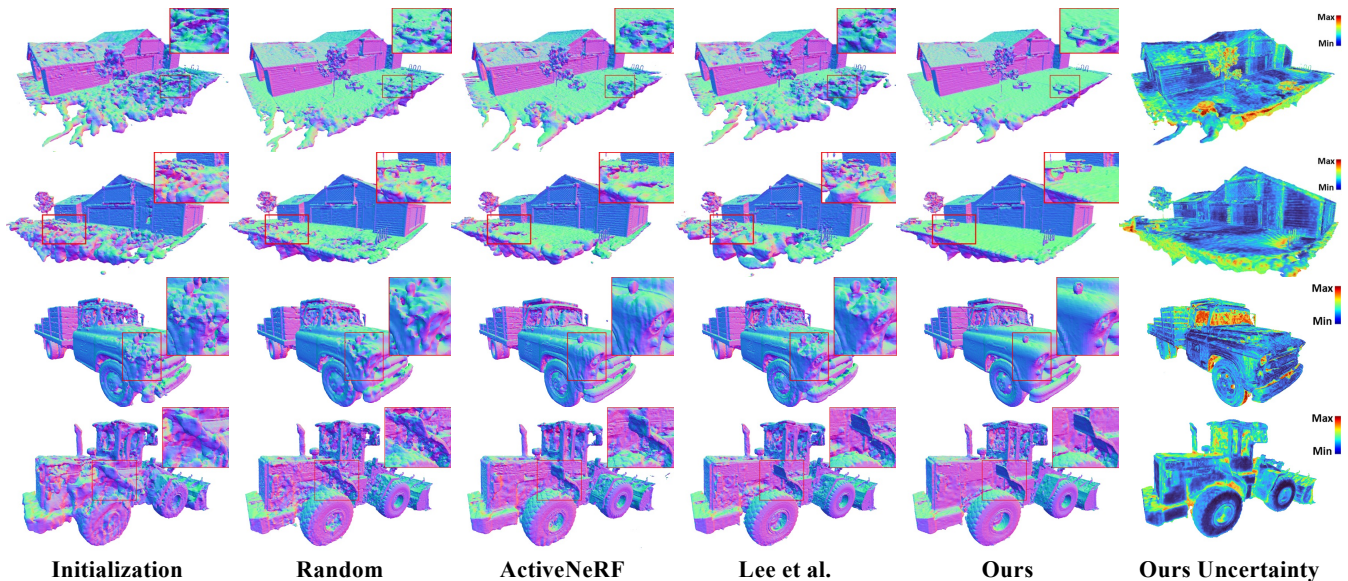 Max
Min
Max
Min
Max
Min
Max
Min
Initialization Random ActiveNeRF Lee et al. Ours Ours Uncertainty